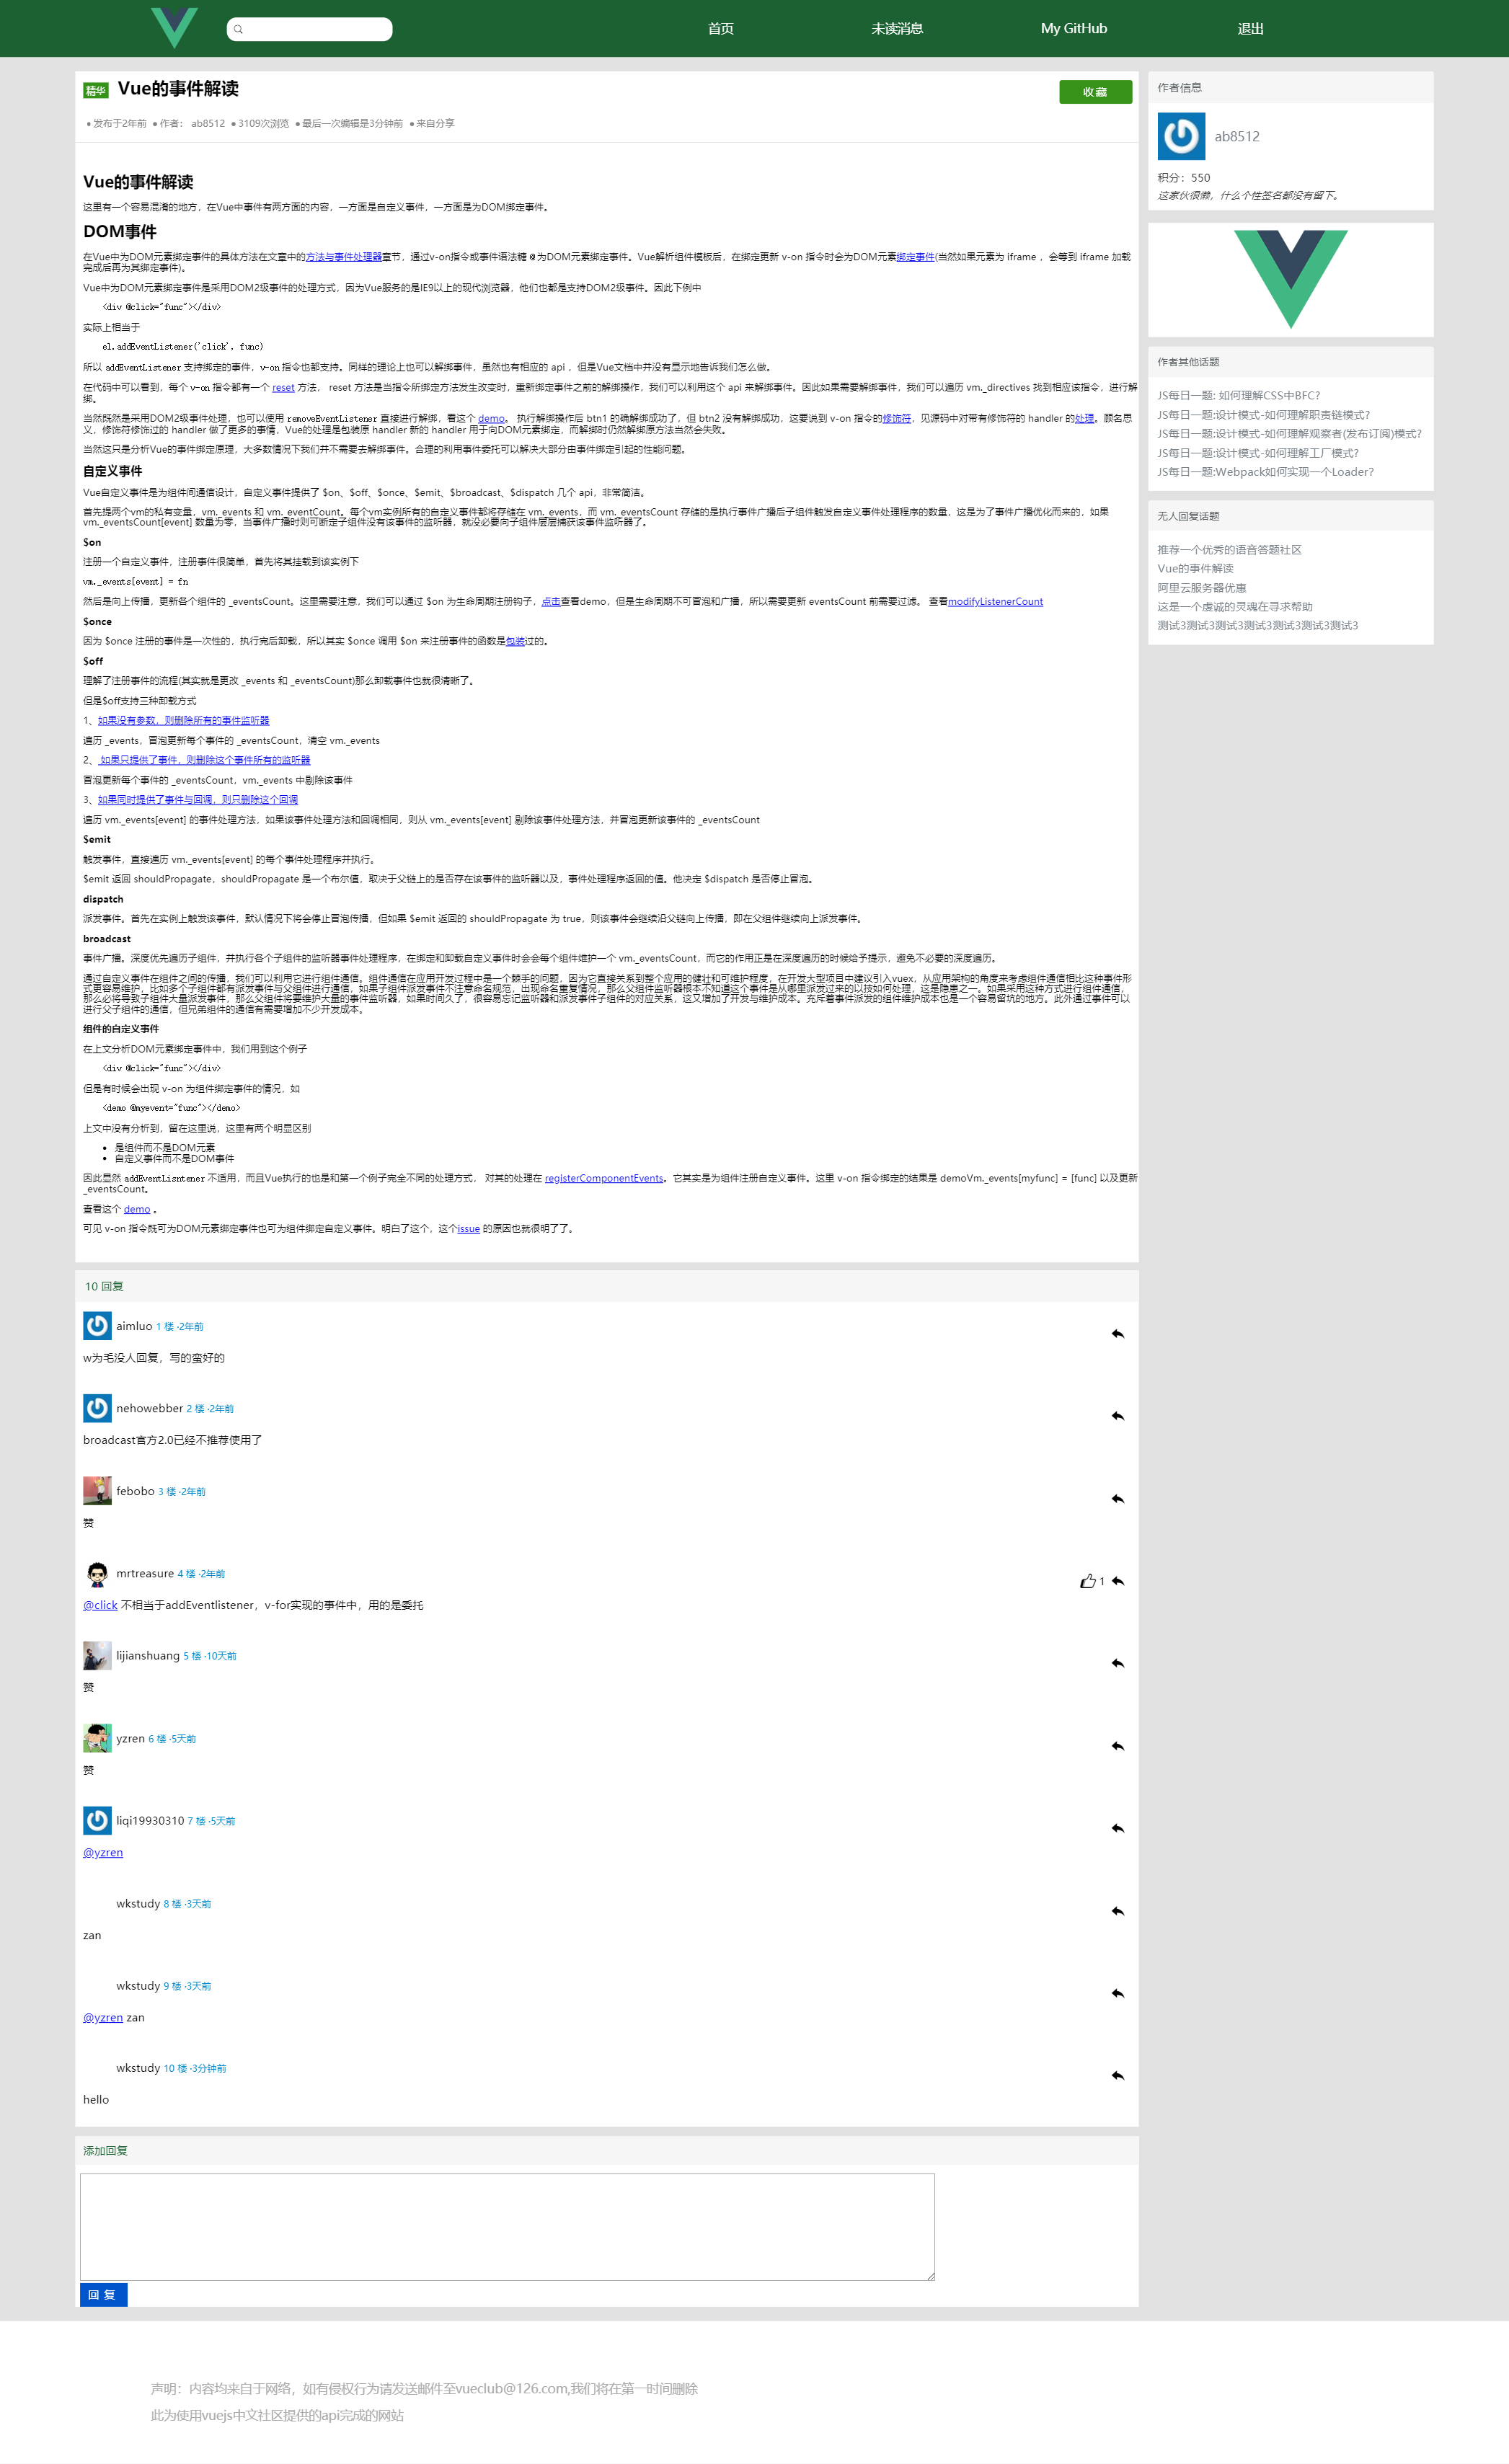 首页 未读消息 My GitHub 退出
精华 Vue的事件解读
收藏
•发布于2年前 •作者： ab8512 •3109次浏览 •最后一次编辑是3分钟前 •来自分享
Vue的事件解读
这里有一个容易混淆的地方，在Vue中事件有两方面的内容，一方面是自定义事件，一方面是为DOM绑定事件。
DOM事件
在Vue中为DOM元素绑定事件的具体方法在文章中的方法与事件处理器章节，通过v-on指令或事件语法糖 @ 为DOM元素绑定事件。Vue解析组件模板后，在绑定更新 v-on 指令时会为DOM元素绑定事件(当然如果元素为 iframe ，会等到 iframe 加载
完成后再为其绑定事件)。
Vue中为DOM元素绑定事件是采用DOM2级事件的处理方式，因为Vue服务的是IE9以上的现代浏览器，他们也都是支持DOM2级事件。因此下例中
<div @click="func"></div>
实际上相当于
el.addEventListener('click', func)
所以 addEventListener 支持绑定的事件，v-on 指令也都支持。同样的理论上也可以解绑事件，虽然也有相应的 api ，但是Vue文档中并没有显示地告诉我们怎么做。
在代码中可以看到，每个 v-on 指令都有一个 reset 方法， reset 方法是当指令所绑定方法发生改变时，重新绑定事件之前的解绑操作，我们可以利用这个 api 来解绑事件。因此如果需要解绑事件，我们可以遍历 vm._directives 找到相应该指令，进行解
绑。
当然既然是采用DOM2级事件处理，也可以使用 removeEventListener 直接进行解绑，看这个 demo。 执行解绑操作后 btn1 的确解绑成功了，但 btn2 没有解绑成功，这要说到 v-on 指令的修饰符，见源码中对带有修饰符的 handler 的处理。顾名思
义，修饰符修饰过的 handler 做了更多的事情，Vue的处理是包装原 handler 新的 handler 用于向DOM元素绑定，而解绑时仍然解绑原方法当然会失败。
当然这只是分析Vue的事件绑定原理，大多数情况下我们并不需要去解绑事件。合理的利用事件委托可以解决大部分由事件绑定引起的性能问题。
自定义事件
Vue自定义事件是为组件间通信设计，自定义事件提供了 $on、$off、$once、$emit、$broadcast、$dispatch 几个 api，非常简洁。
首先提两个vm的私有变量，vm._events 和 vm._eventCount。每个vm实例所有的自定义事件都将存储在 vm._events，而 vm._eventsCount 存储的是执行事件广播后子组件触发自定义事件处理程序的数量，这是为了事件广播优化而来的，如果
vm._eventsCount[event] 数量为零，当事件广播时则可断定子组件没有该事件的监听器，就没必要向子组件层层捕获该事件监听器了。
$on
注册一个自定义事件，注册事件很简单，首先将其挂载到该实例下
vm._events[event] = fn
然后是向上传播，更新各个组件的 _eventsCount。这里需要注意，我们可以通过 $on 为生命周期注册钩子，点击查看demo，但是生命周期不可冒泡和广播，所以需要更新 eventsCount 前需要过滤。 查看modifyListenerCount
$once
因为 $once 注册的事件是一次性的，执行完后卸载，所以其实 $once 调用 $on 来注册事件的函数是包装过的。
$off
理解了注册事件的流程(其实就是更改 _events 和 _eventsCount)那么卸载事件也就很清晰了。
但是$off支持三种卸载方式
1、如果没有参数，则删除所有的事件监听器
遍历 _events，冒泡更新每个事件的 _eventsCount，清空 vm._events
2、 如果只提供了事件，则删除这个事件所有的监听器
冒泡更新每个事件的 _eventsCount，vm._events 中剔除该事件
3、如果同时提供了事件与回调，则只删除这个回调
遍历 vm._events[event] 的事件处理方法，如果该事件处理方法和回调相同，则从 vm._events[event] 剔除该事件处理方法，并冒泡更新该事件的 _eventsCount
$emit
触发事件，直接遍历 vm._events[event] 的每个事件处理程序并执行。
$emit 返回 shouldPropagate，shouldPropagate 是一个布尔值，取决于父链上的是否存在该事件的监听器以及，事件处理程序返回的值。他决定 $dispatch 是否停止冒泡。
dispatch
派发事件。首先在实例上触发该事件，默认情况下将会停止冒泡传播，但如果 $emit 返回的 shouldPropagate 为 true，则该事件会继续沿父链向上传播，即在父组件继续向上派发事件。
broadcast
事件广播。深度优先遍历子组件，并执行各个子组件的监听器事件处理程序，在绑定和卸载自定义事件时会会每个组件维护一个 vm._eventsCount，而它的作用正是在深度遍历的时候给予提示，避免不必要的深度遍历。
通过自定义事件在组件之间的传播，我们可以利用它进行组件通信。组件通信在应用开发过程中是一个棘手的问题，因为它直接关系到整个应用的健壮和可维护程度，在开发大型项目中建议引入vuex，从应用架构的角度来考虑组件通信相比这种事件形
式更容易维护，比如多个子组件都有派发事件与父组件进行通信，如果子组件派发事件不注意命名规范，出现命名重复情况，那么父组件监听器根本不知道这个事件是从哪里派发过来的以技如何处理，这是隐患之一。如果采用这种方式进行组件通信，
那么必将导致子组件大量派发事件，那么父组件将要维护大量的事件监听器，如果时间久了，很容易忘记监听器和派发事件子组件的对应关系，这又增加了开发与维护成本。充斥着事件派发的组件维护成本也是一个容易留坑的地方。此外通过事件可以
进行父子组件的通信，但兄弟组件的通信有需要增加不少开发成本。
组件的自定义事件
在上文分析DOM元素绑定事件中，我们用到这个例子
<div @click="func"></div>
但是有时候会出现 v-on 为组件绑定事件的情况，如
<demo @myevent="func"></demo>
上文中没有分析到，留在这里说，这里有两个明显区别
• 是组件而不是DOM元素
• 自定义事件而不是DOM事件
因此显然 addEventLisntener 不适用，而且Vue执行的也是和第一个例子完全不同的处理方式， 对其的处理在 registerComponentEvents。它其实是为组件注册自定义事件。这里 v-on 指令绑定的结果是 demoVm._events[myfunc] = [func] 以及更新
_eventsCount。
查看这个 demo 。
可见 v-on 指令既可为DOM元素绑定事件也可为组件绑定自定义事件。明白了这个，这个issue 的原因也就很明了了。
10 回复
aimluo 1 楼 ·2年前
w为毛没人回复，写的蛮好的
nehowebber 2 楼 ·2年前
broadcast官方2.0已经不推荐使用了
febobo 3 楼 ·2年前
赞
mrtreasure 4 楼 ·2年前
1
@click 不相当于addEventlistener，v-for实现的事件中，用的是委托
lijianshuang 5 楼 ·10天前
赞
yzren 6 楼 ·5天前
赞
liqi19930310 7 楼 ·5天前
@yzren
wkstudy 8 楼 ·3天前
zan
wkstudy 9 楼 ·3天前
@yzren zan
wkstudy 10 楼 ·3分钟前
hello
添加回复
回 复
作者信息
ab8512
积分：550
这家伙很懒，什么个性签名都没有留下。
作者其他话题
JS每日一题: 如何理解CSS中BFC?
JS每日一题:设计模式-如何理解职责链模式?
JS每日一题:设计模式-如何理解观察者(发布订阅)模式?
JS每日一题:设计模式-如何理解工厂模式?
JS每日一题:Webpack如何实现一个Loader?
无人回复话题
推荐一个优秀的语音答题社区
Vue的事件解读
阿里云服务器优惠
这是一个虔诚的灵魂在寻求帮助
测试3测试3测试3测试3测试3测试3测试3
声明：内容均来自于网络，如有侵权行为请发送邮件至vueclub@126.com,我们将在第一时间删除
此为使用vuejs中文社区提供的api完成的网站